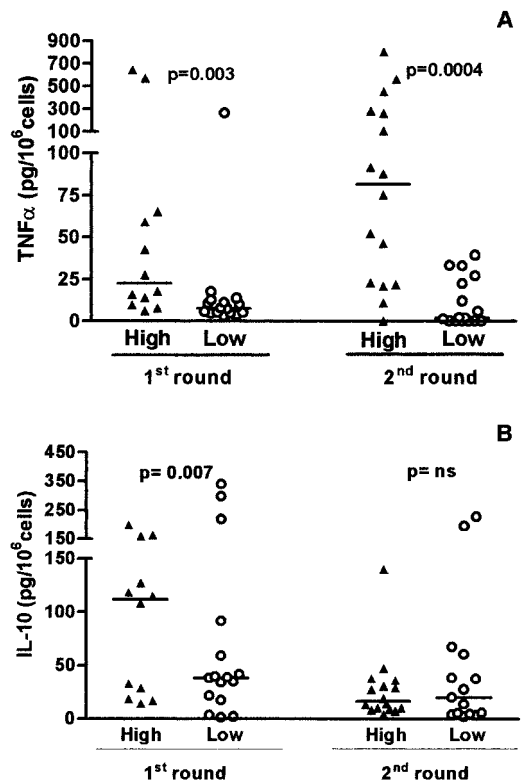 A
TNFα (pg/10⁶cells)
900
700
500
300
100
100
75
50
25
0
p=0.003
p=0.0004
High Low High Low
1st round 2nd round
B
IL-10 (pg/10⁶cells)
450
350
250
150
150
100
50
0
p= 0.007
p= ns
High Low High Low
1st round 2nd round